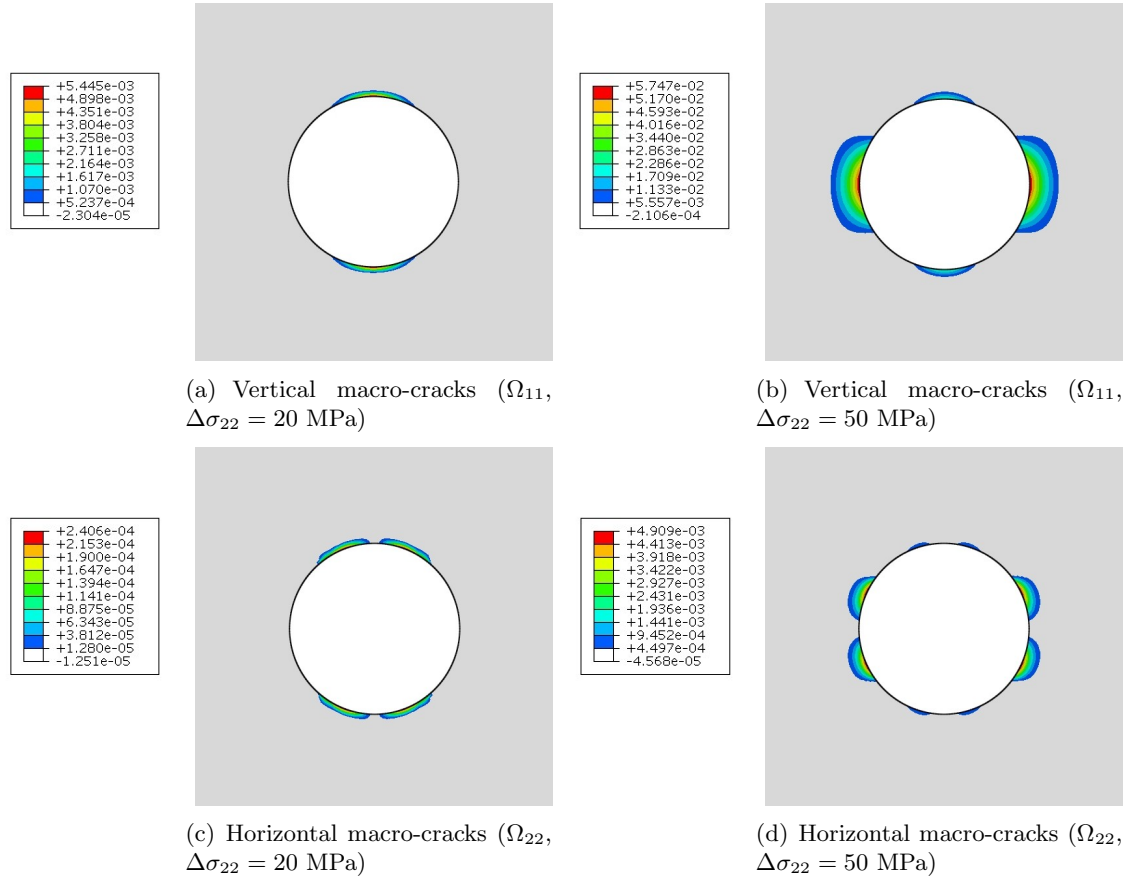 +5.445e-03
+4.898e-03
+4.351e-03
+3.804e-03
+3.258e-03
+2.711e-03
+2.164e-03
+1.617e-03
+1.070e-03
+5.237e-04
-2.304e-05
(a) Vertical macro-cracks (Ω11,
Δσ22 = 20 MPa)
+5.747e-02
+5.170e-02
+4.593e-02
+4.016e-02
+3.440e-02
+2.863e-02
+2.286e-02
+1.709e-02
+1.133e-02
+5.557e-03
-2.106e-04
(b) Vertical macro-cracks (Ω11,
Δσ22 = 50 MPa)
+2.406e-04
+2.153e-04
+1.900e-04
+1.647e-04
+1.394e-04
+1.141e-04
+8.875e-05
+6.343e-05
+3.812e-05
+1.280e-05
-1.251e-05
(c) Horizontal macro-cracks (Ω22,
Δσ22 = 20 MPa)
+4.909e-03
+4.413e-03
+3.918e-03
+3.422e-03
+2.927e-03
+2.431e-03
+1.936e-03
+1.441e-03
+9.452e-04
+4.497e-04
-4.568e-05
(d) Horizontal macro-cracks (Ω22,
Δσ22 = 50 MPa)